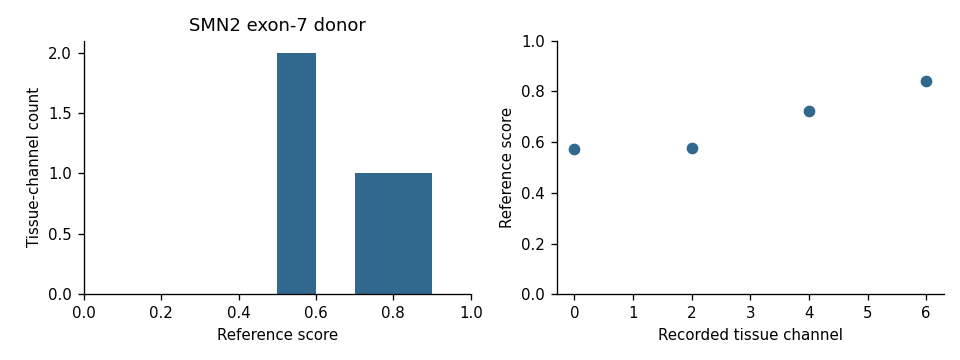 SMN2 exon-7 donor
Tissue-channel count
2.0
1.5
1.0
0.5
0.0
0.0 0.2 0.4 0.6 0.8 1.0
Reference score
Reference score
1.0
0.8
0.6
0.4
0.2
0.0
0 1 2 3 4 5 6
Recorded tissue channel